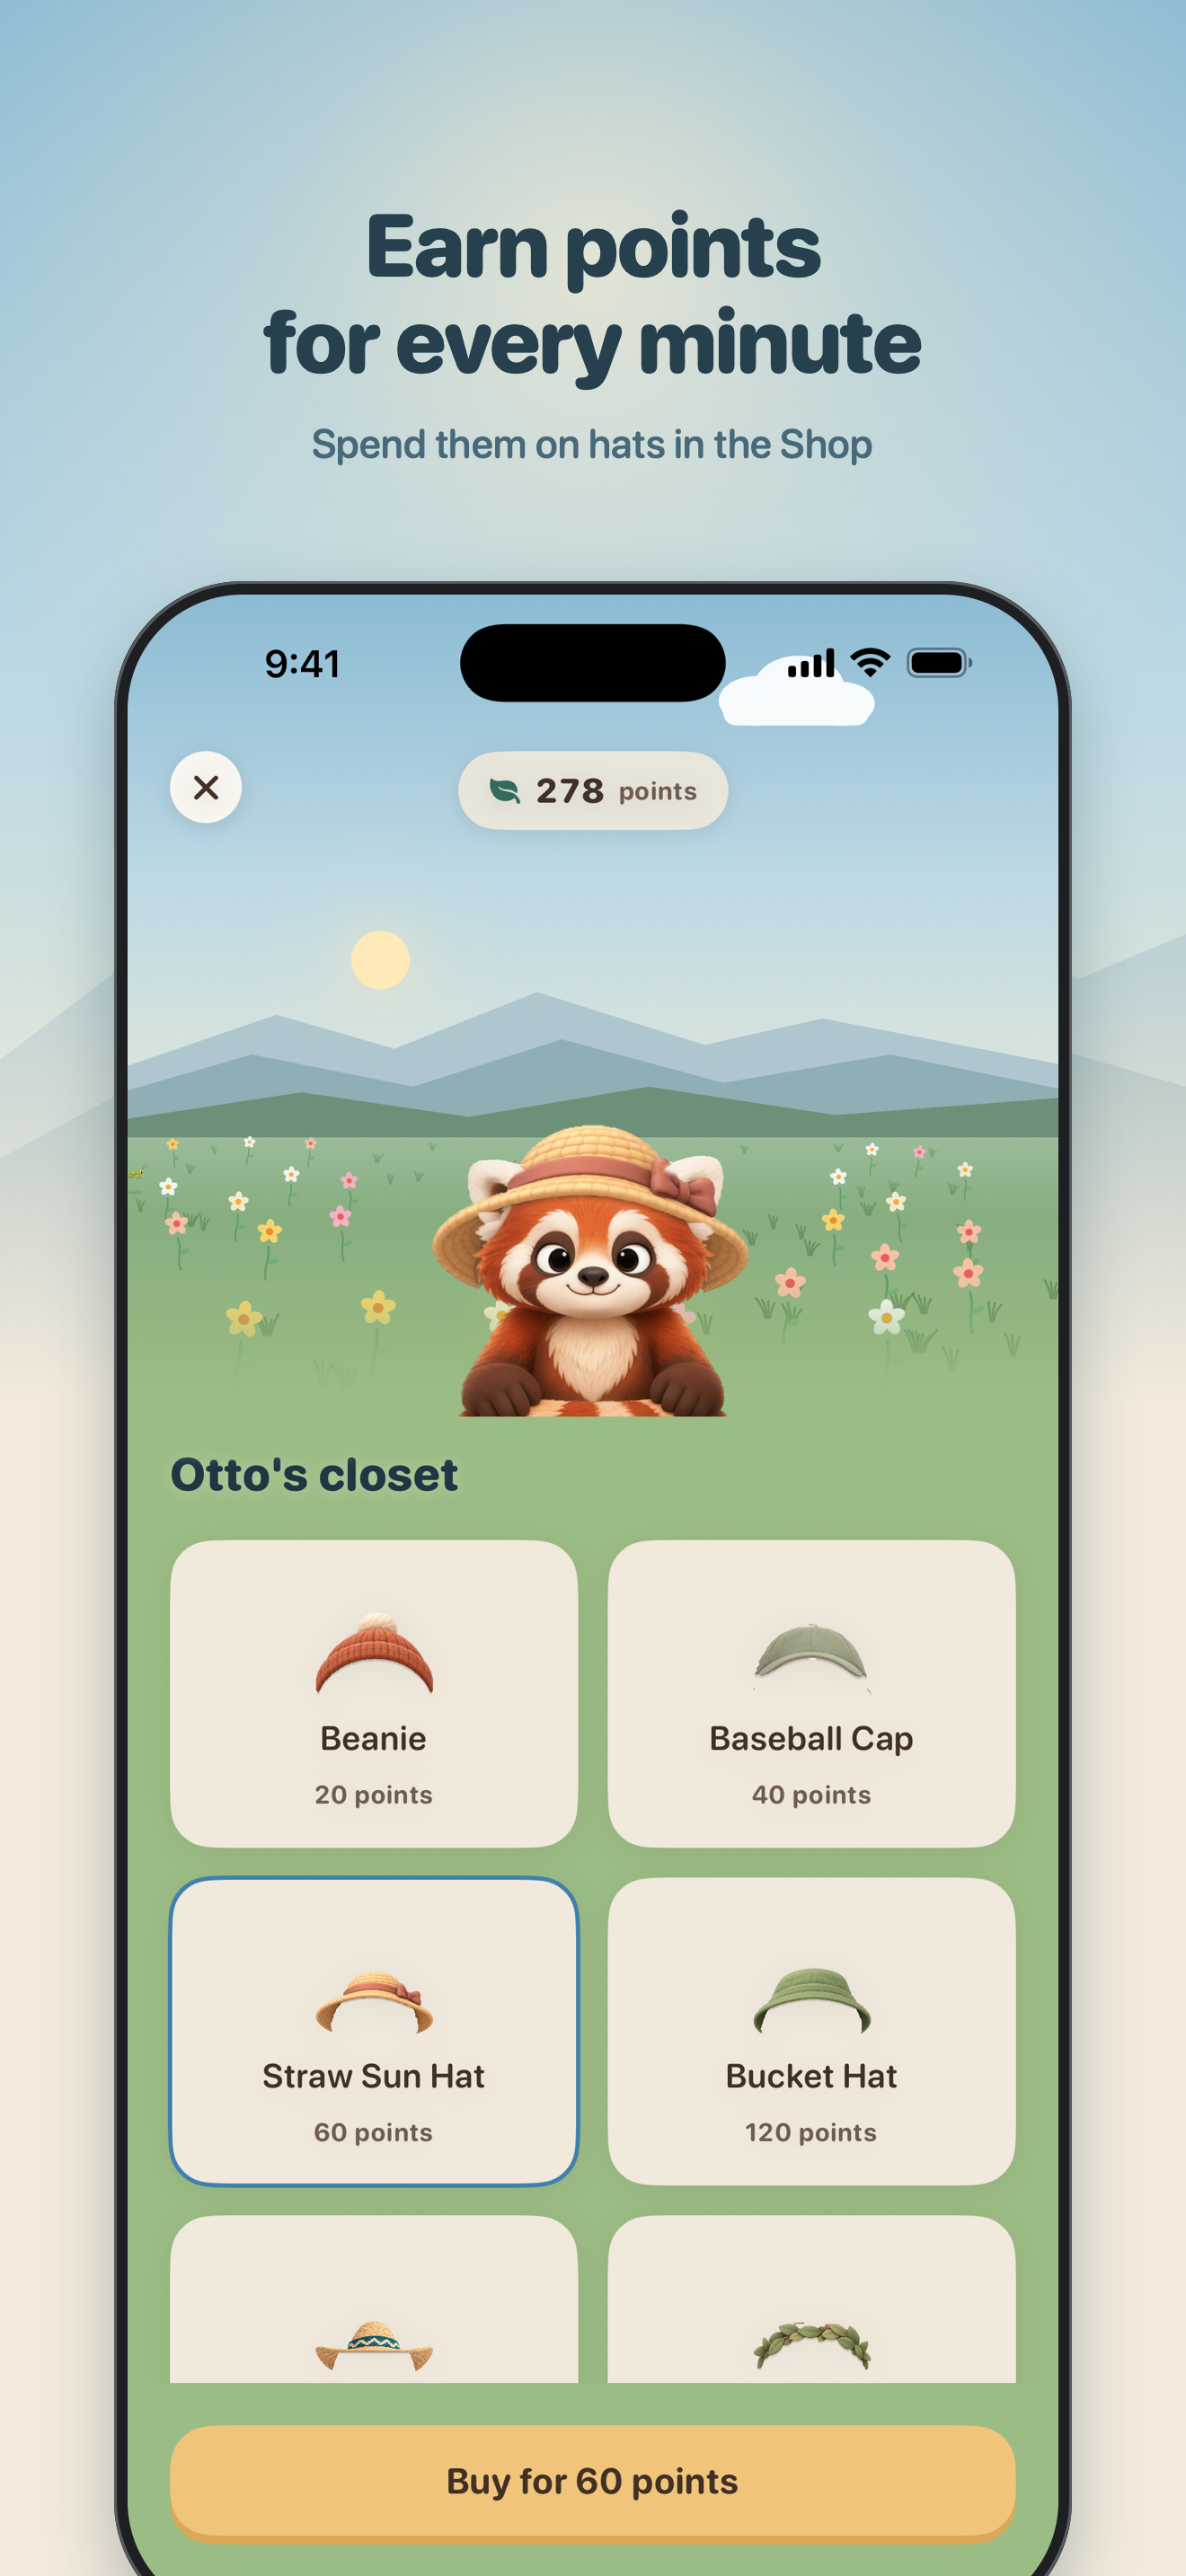 Earn points
for every minute
Spend them on hats in the Shop
9:41
278 points
Otto's closet
Beanie
20 points
Baseball Cap
40 points
Straw Sun Hat
60 points
Bucket Hat
120 points
Buy for 60 points